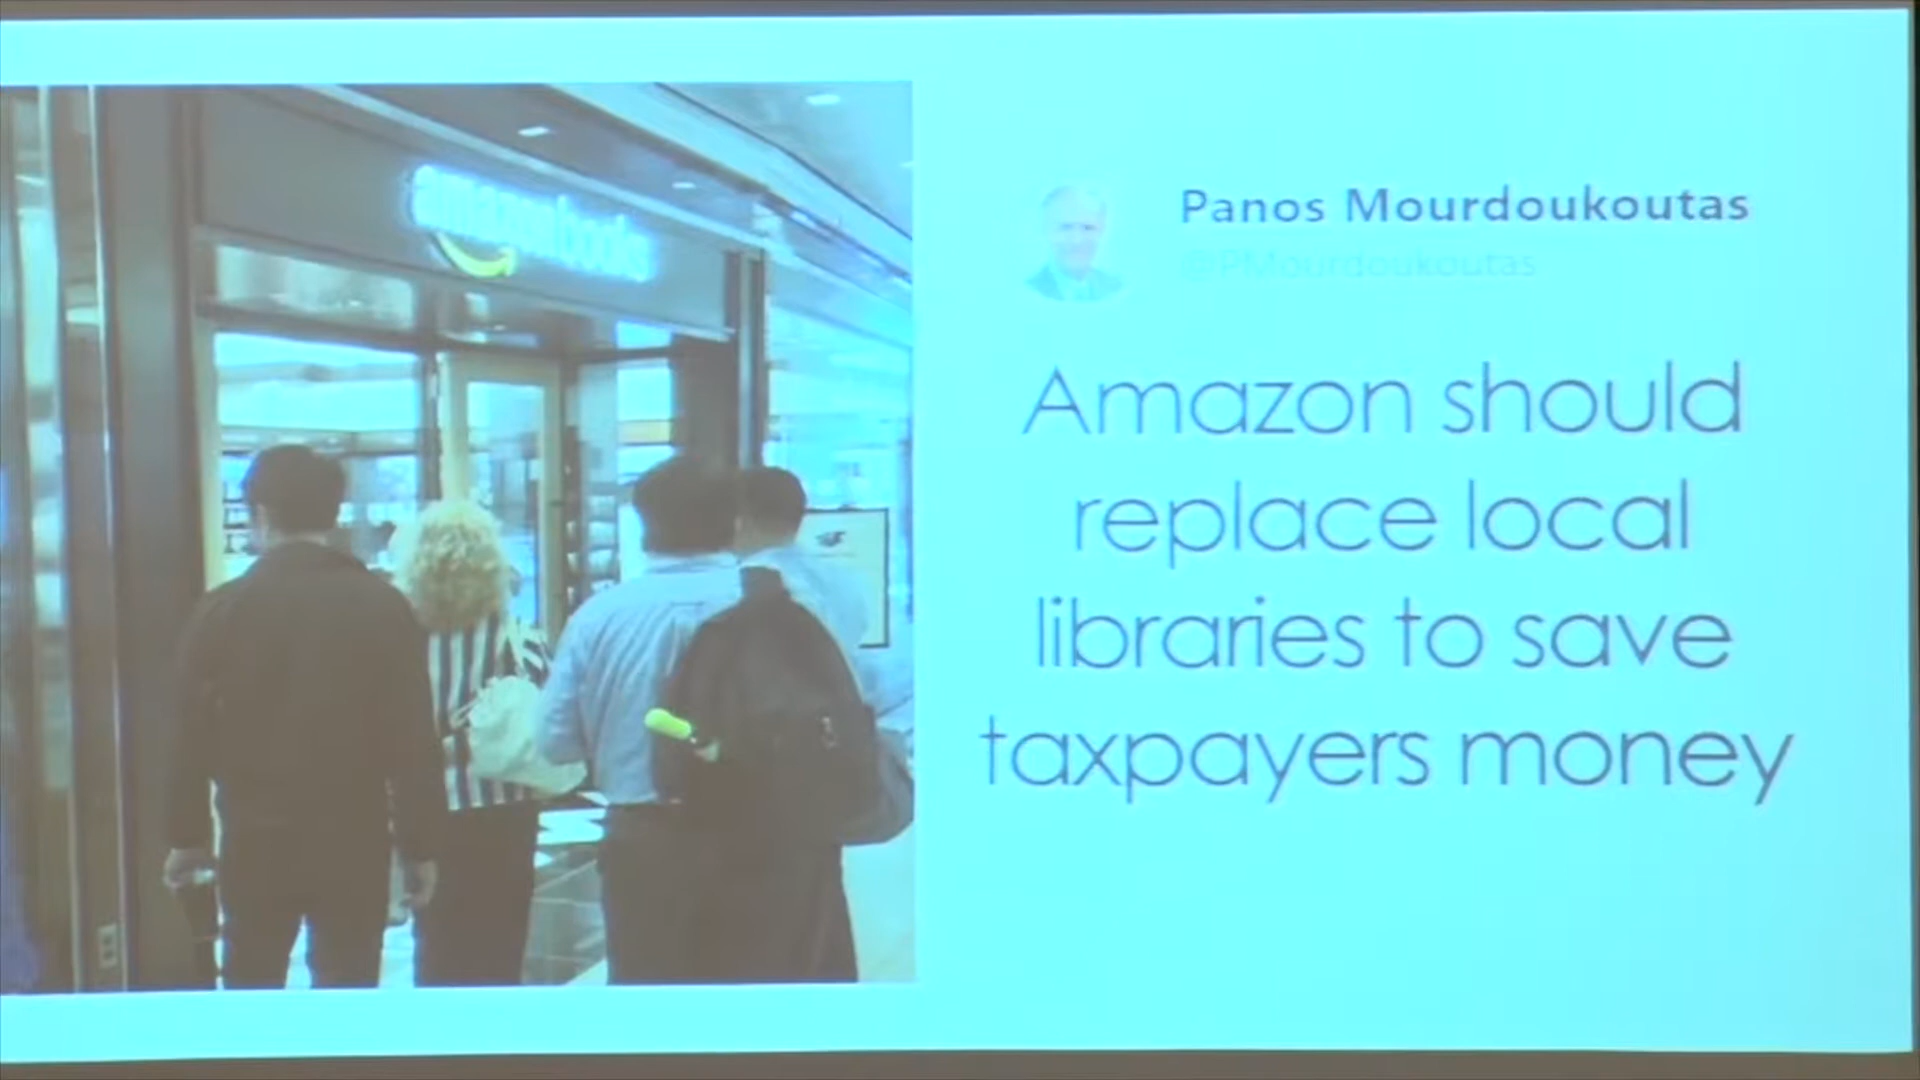 amazonbooks
Panos Mourdoukoutas
@PMourdoukoutas
Amazon should
replace local
libraries to save
taxpayers money